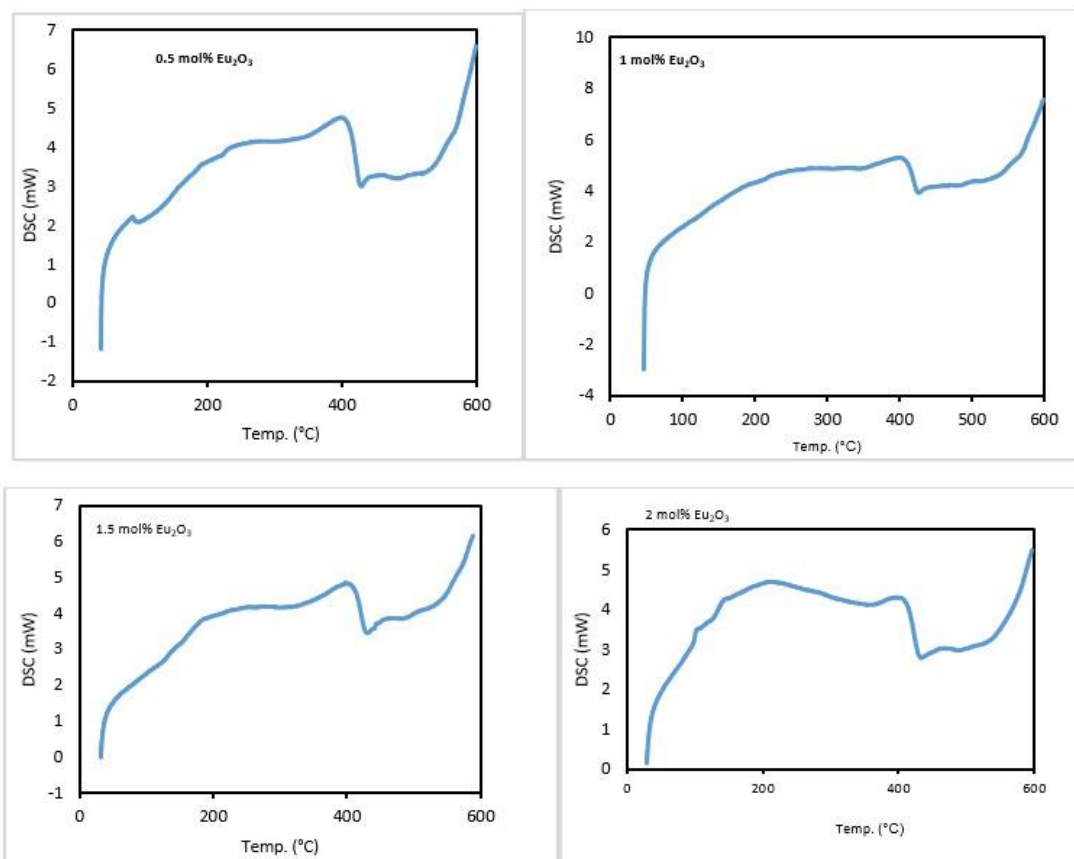 0.5 mol% Eu₂O₃
7
6
5
4
3
2
1
0
-1
-2
0 200 400 600
DSC (mW)
Temp. (°C)
1 mol% Eu₂O₃
10
8
6
4
2
0
-2
-4
0 100 200 300 400 500 600
DSC (mW)
Temp. (°C)
1.5 mol% Eu₂O₃
7
6
5
4
3
2
1
0
-1
0 200 400 600
DSC (mW)
Temp. (°C)
2 mol% Eu₂O₃
6
5
4
3
2
1
0
0 200 400 600
DSC (mW)
Temp. (°C)